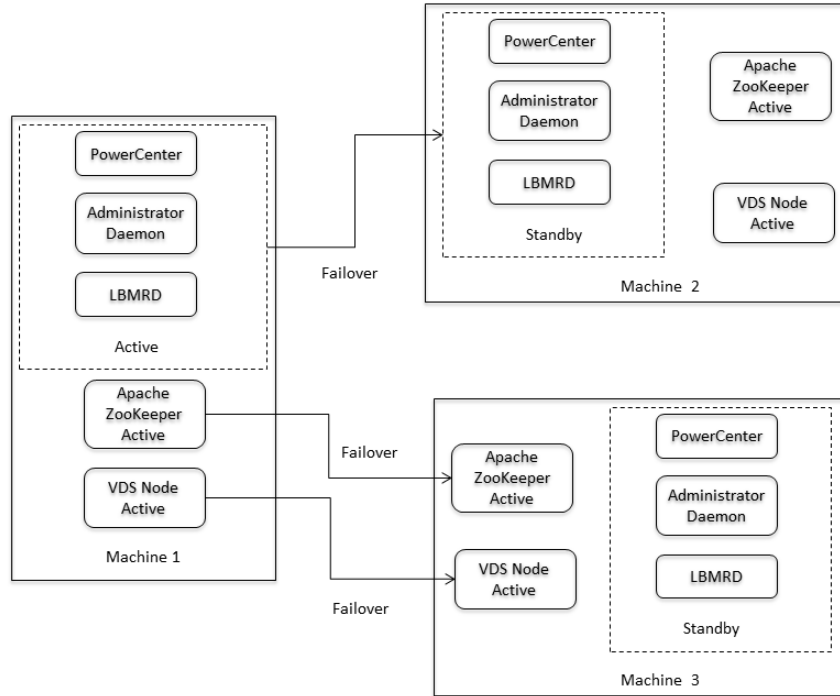 PowerCenter
Administrator
Daemon
LBMRD
Active
Apache
ZooKeeper
Active
VDS Node
Active
Machine 1
Failover
Failover
Failover
PowerCenter
Administrator
Daemon
LBMRD
Standby
Apache
ZooKeeper
Active
VDS Node
Active
Machine 2
Apache
ZooKeeper
Active
VDS Node
Active
PowerCenter
Administrator
Daemon
LBMRD
Standby
Machine 3